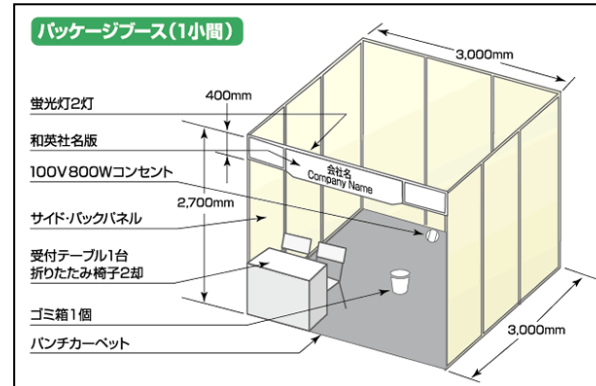 パッケージブース(1小間)
3,000mm
400mm
蛍光灯2灯
和英社名版
会社名
Company Name
100V800Wコンセント
2,700mm
サイド・バックパネル
受付テーブル1台
折りたたみ椅子2却
ゴミ箱1個
パンチカーペット
3,000mm